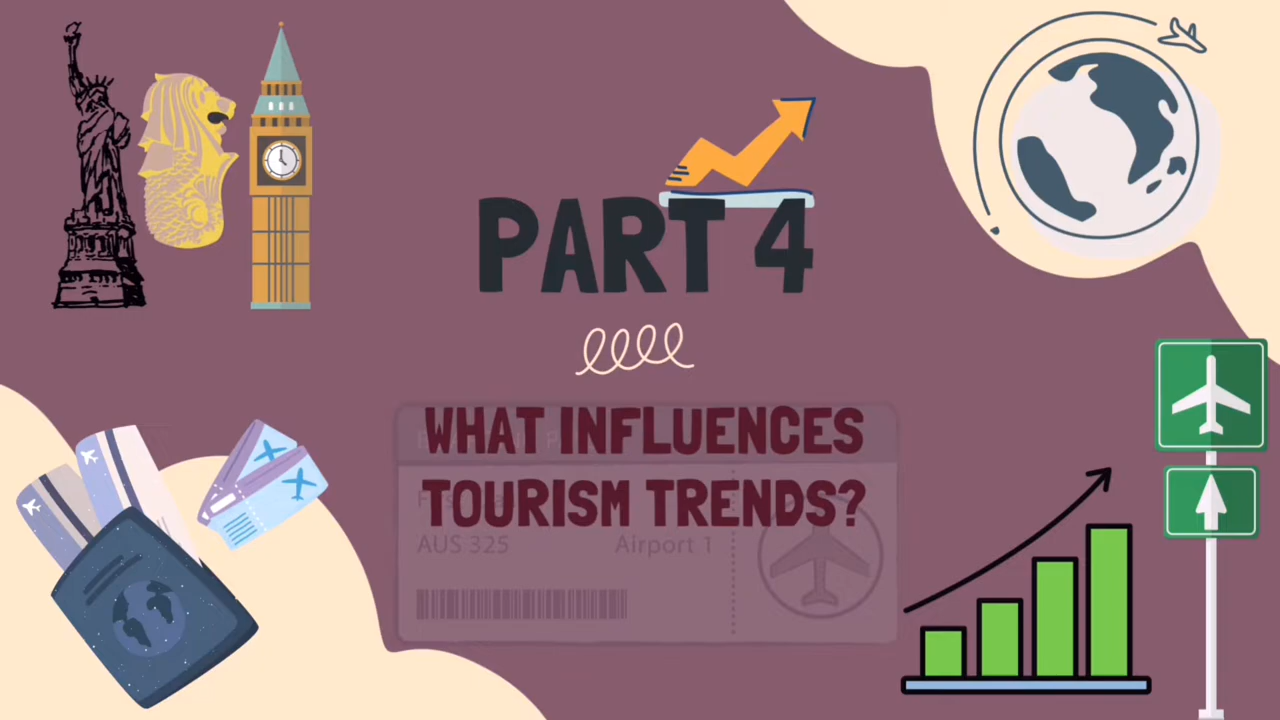 PART 4
WHAT INFLUENCES
TOURISM TRENDS?
AUS 325 Airport 1